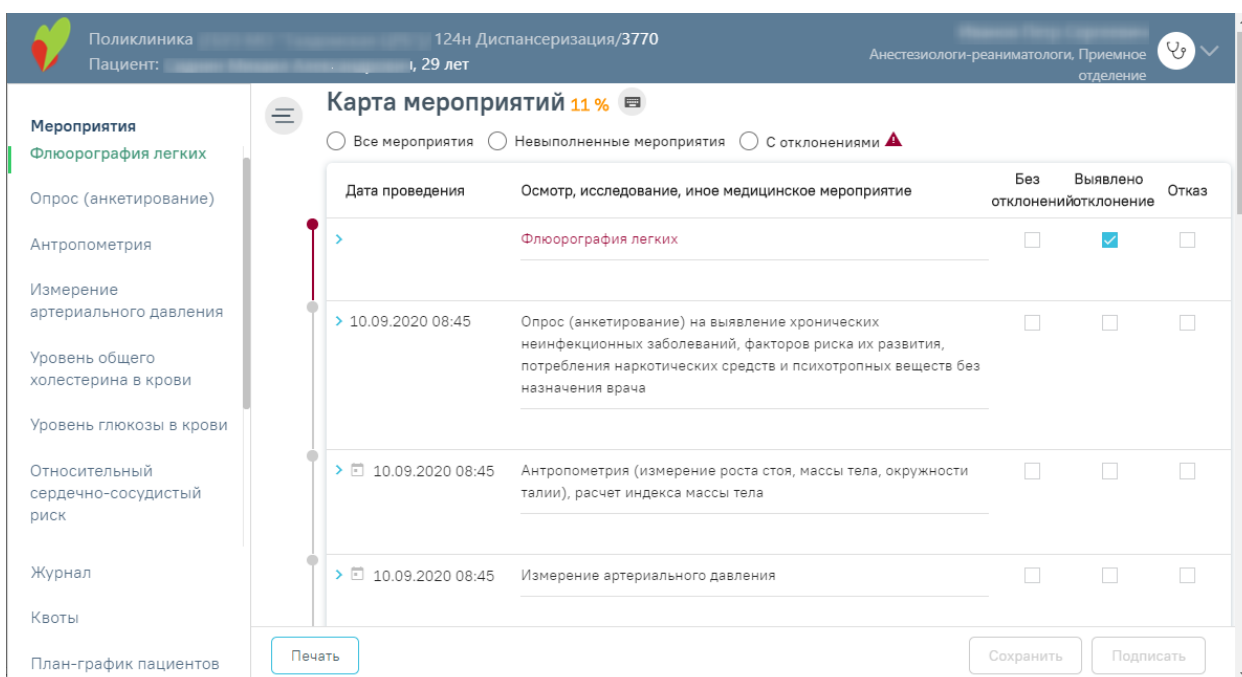 Поликлиника 124н Диспансеризация/3770
Пациент: , 29 лет
Анестезиологи-реаниматологи, Приемное
отделение
Мероприятия
Флюорография легких
Опрос (анкетирование)
Антропометрия
Измерение
артериального давления
Уровень общего
холестерина в крови
Уровень глюкозы в крови
Относительный
сердечно-сосудистый
риск
Журнал
Квоты
План-график пациентов
Карта мероприятий 11 %
Все мероприятия Невыполненные мероприятия С отклонениями
Дата проведения Осмотр, исследование, иное медицинское мероприятие Без отклонений Выявлено отклонение Отказ
Флюорография легких
10.09.2020 08:45 Опрос (анкетирование) на выявление хронических
неинфекционных заболеваний, факторов риска их развития,
потребления наркотических средств и психотропных веществ без
назначения врача
10.09.2020 08:45 Антропометрия (измерение роста стоя, массы тела, окружности
талии), расчет индекса массы тела
10.09.2020 08:45 Измерение артериального давления
Печать Сохранить Подписать